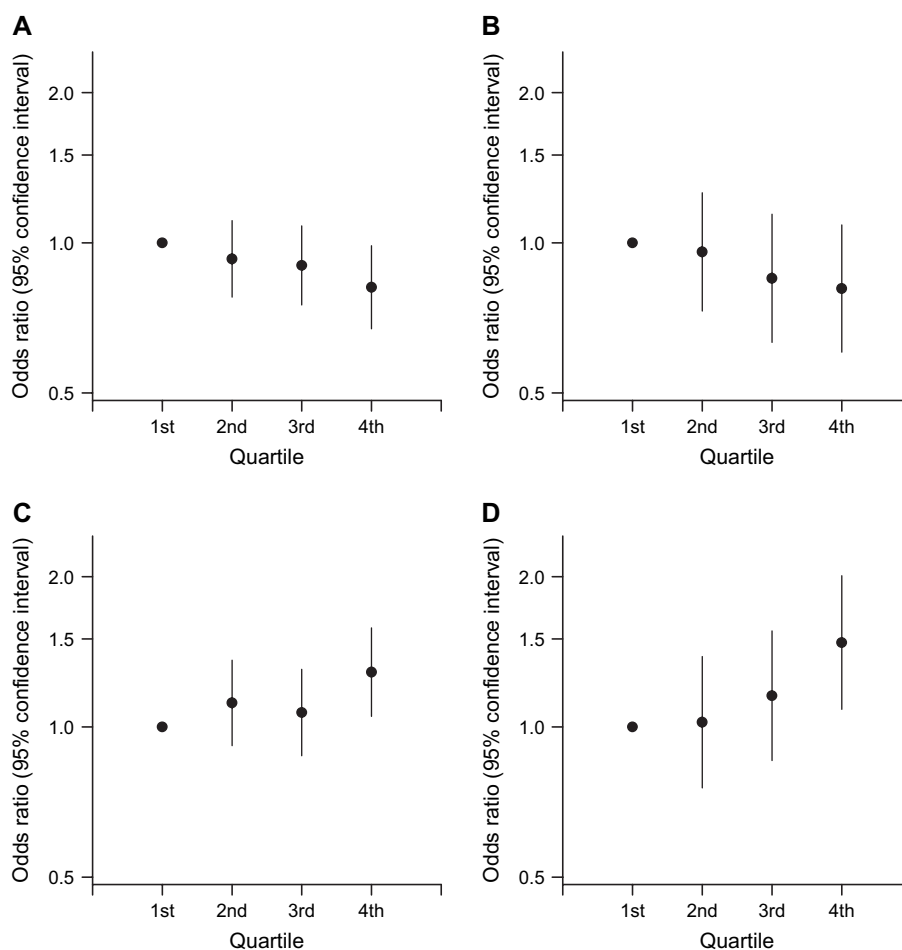 A
Odds ratio (95% confidence interval)
2.0
1.5
1.0
0.5
1st 2nd 3rd 4th
Quartile
B
Odds ratio (95% confidence interval)
2.0
1.5
1.0
0.5
1st 2nd 3rd 4th
Quartile
C
Odds ratio (95% confidence interval)
2.0
1.5
1.0
0.5
1st 2nd 3rd 4th
Quartile
D
Odds ratio (95% confidence interval)
2.0
1.5
1.0
0.5
1st 2nd 3rd 4th
Quartile